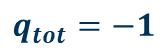 q_tot = −1